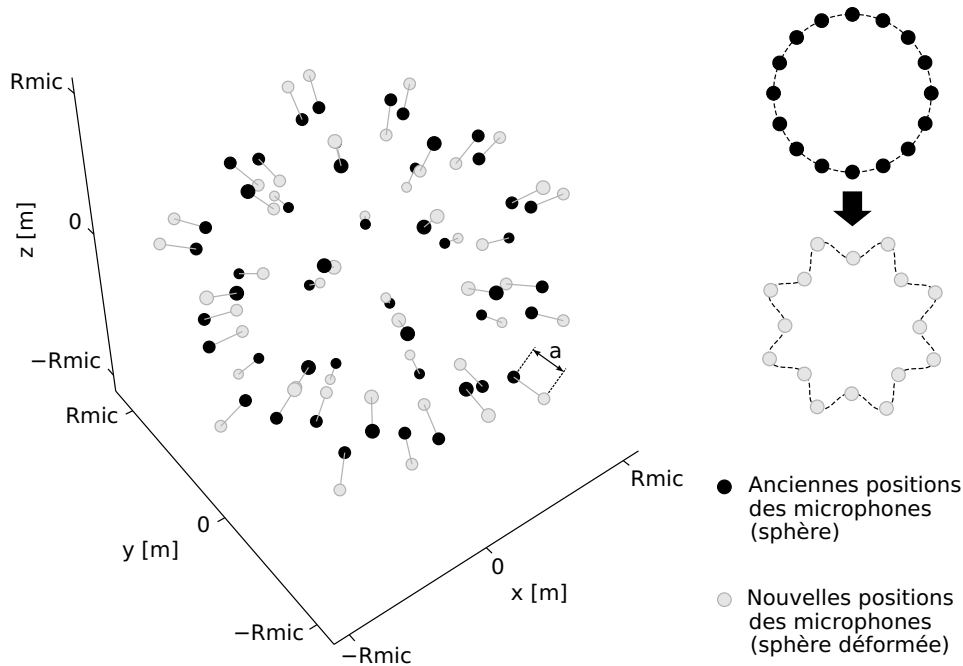 Rmic
0
z [m]
−Rmic
Rmic
0
y [m]
−Rmic
−Rmic
0
x [m]
Rmic
a
Anciennes positions
des microphones
(sphère)
Nouvelles positions
des microphones
(sphère déformée)